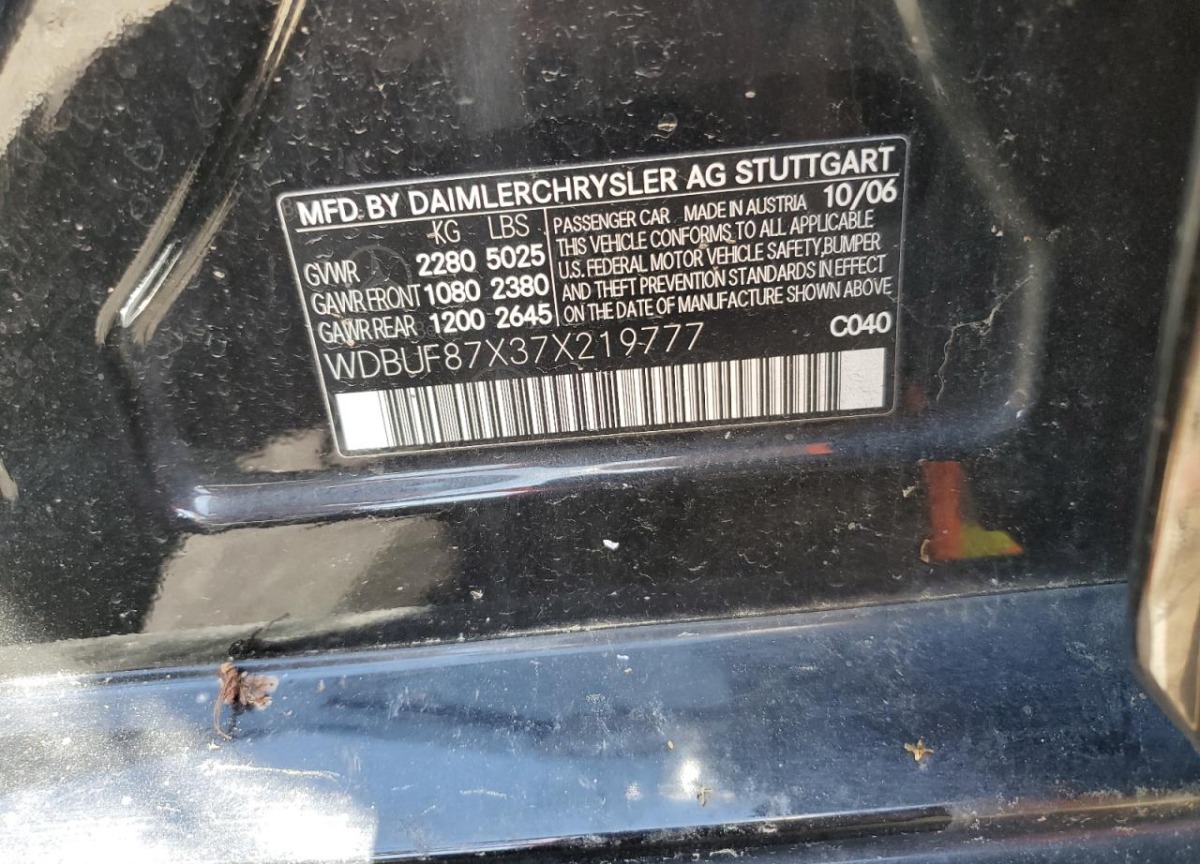 MFD. BY DAIMLERCHRYSLER AG STUTTGART
KG LBS
GVWR 2280 5025
GAWR FRONT 1080 2380
GAWR REAR 1200 2645
PASSENGER CAR MADE IN AUSTRIA 10/06
THIS VEHICLE CONFORMS TO ALL APPLICABLE
U.S. FEDERAL MOTOR VEHICLE SAFETY,BUMPER
AND THEFT PREVENTION STANDARDS IN EFFECT
ON THE DATE OF MANUFACTURE SHOWN ABOVE
WDBUF87X37X219777 C040